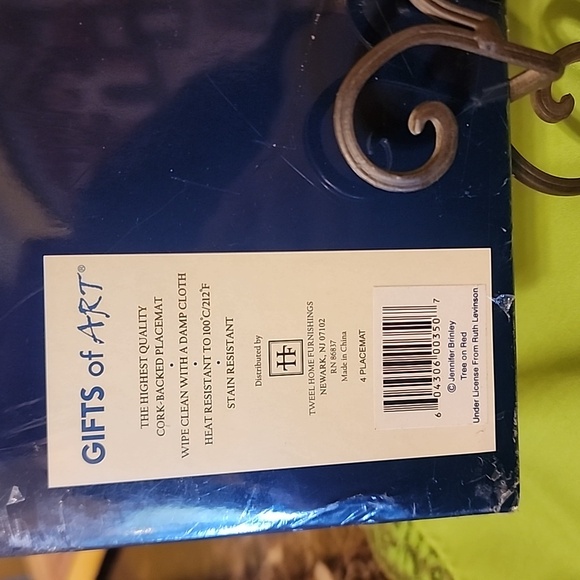 GIFTS of ART®
THE HIGHEST QUALITY
CORK-BACKED PLACEMAT
•
WIPE CLEAN WITH A DAMP CLOTH
•
HEAT RESISTANT TO 100°C/212°F
•
STAIN RESISTANT
Distributed by
TH
TWEEL HOME FURNISHINGS
NEWARK, NJ 07102
RN 86837
Made in China
4 PLACEMAT
6 04306 00350 7
© Jennifer Brinley
Tree on Red
Under License From Ruth Levinson